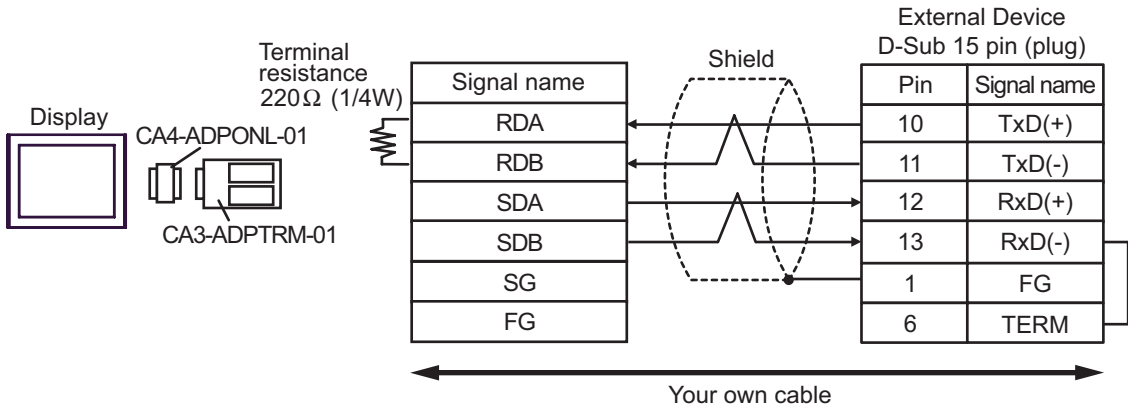 External Device
D-Sub 15 pin (plug)
Terminal
resistance
220Ω (1/4W)
Shield
Display
CA4-ADPONL-01
CA3-ADPTRM-01
Signal name
RDA
RDB
SDA
SDB
SG
FG
Pin Signal name
10 TxD(+)
11 TxD(-)
12 RxD(+)
13 RxD(-)
1 FG
6 TERM
Your own cable